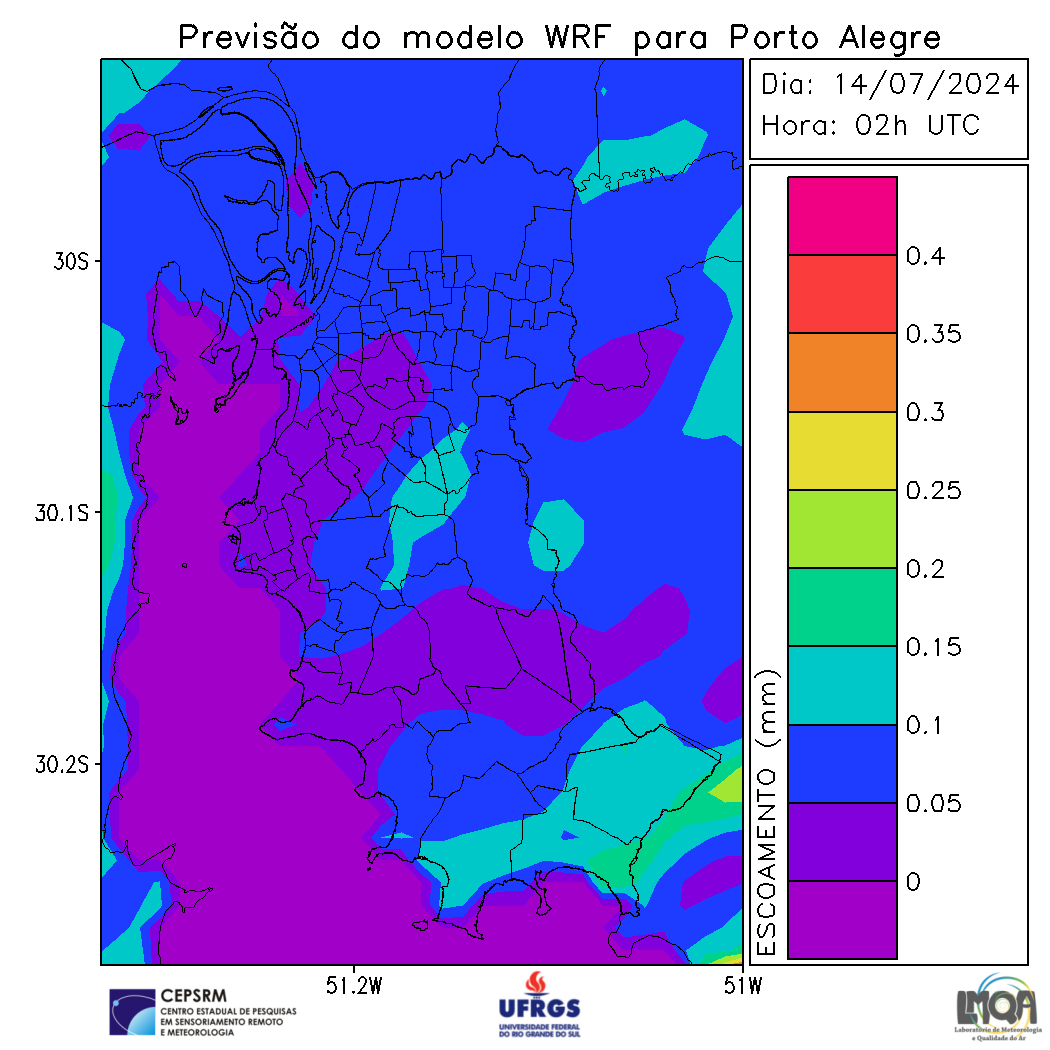 Previsão do modelo WRF para Porto Alegre
Dia: 14/07/2024
Hora: 02h UTC
30S
30.1S
30.2S
51.2W
51W
ESCOAMENTO (mm)
0.4
0.35
0.3
0.25
0.2
0.15
0.1
0.05
0
CEPSRM
CENTRO ESTADUAL DE PESQUISAS
EM SENSORIAMENTO REMOTO
E METEOROLOGIA
UFRGS
UNIVERSIDADE FEDERAL
DO RIO GRANDE DO SUL
LMQA
Laboratório de Meteorologia
e Qualidade do Ar